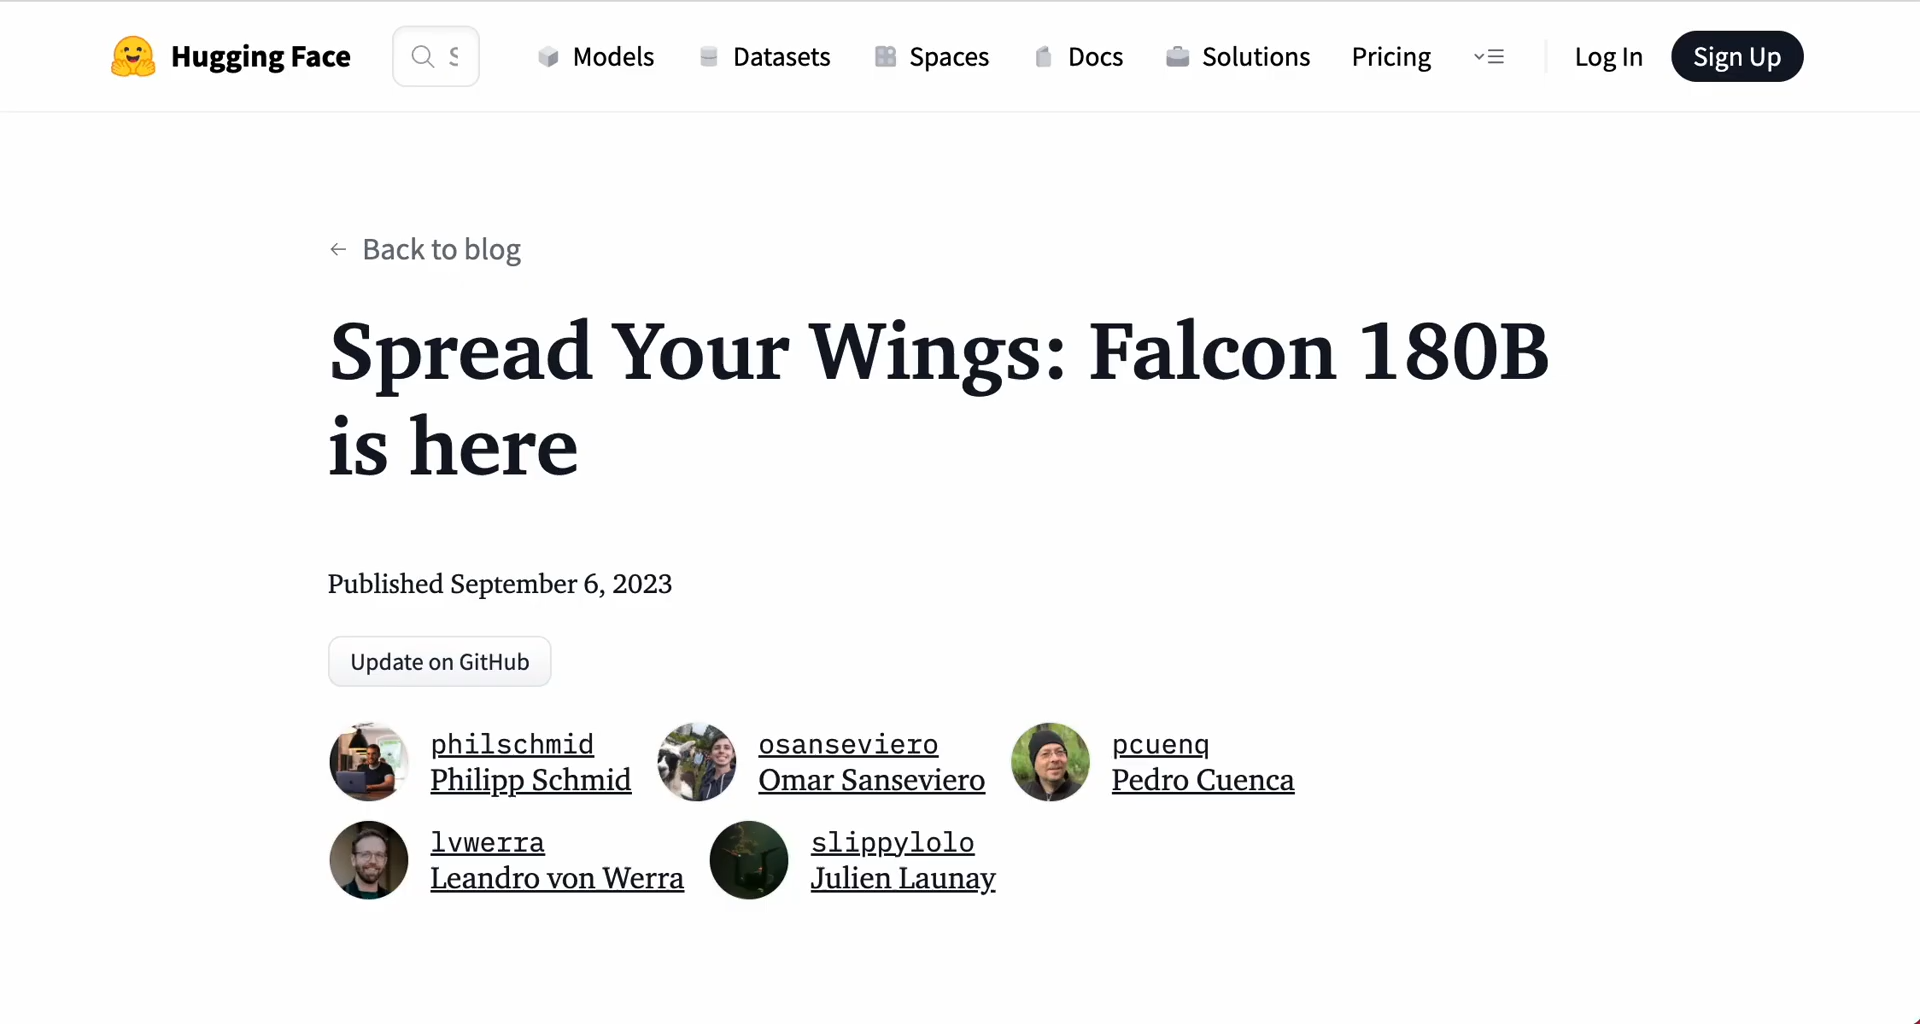 Hugging Face S Models Datasets Spaces Docs Solutions Pricing Log In Sign Up
← Back to blog
Spread Your Wings: Falcon 180B
is here
Published September 6, 2023
Update on GitHub
philschmid osanseviero pcuenq
Philipp Schmid Omar Sanseviero Pedro Cuenca
lvwerra slippylolo
Leandro von Werra Julien Launay